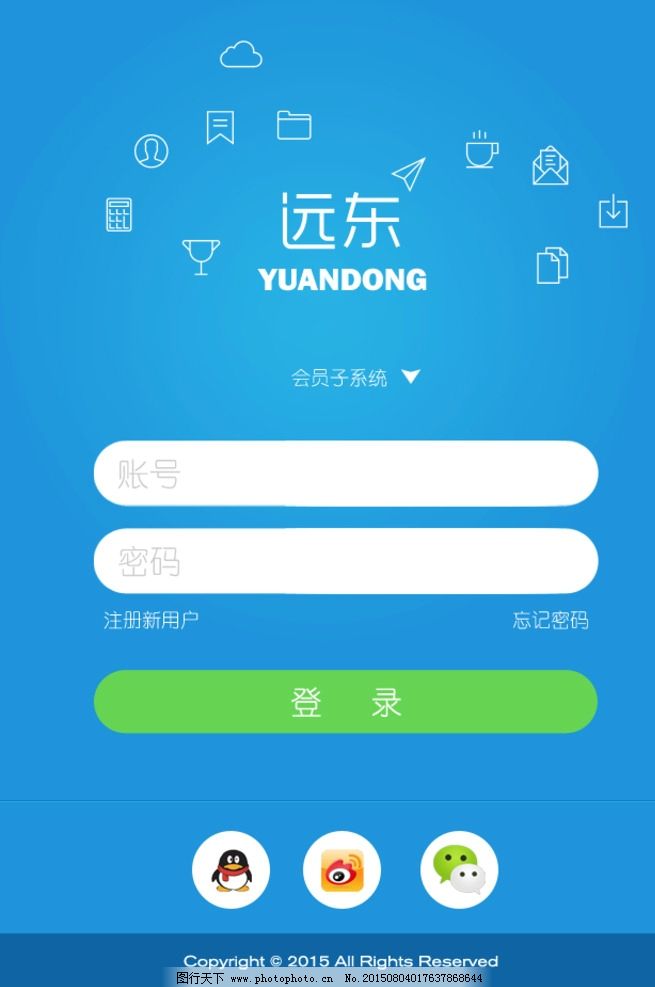 远东
YUANDONG
会员子系统
账号
密码
注册新用户 忘记密码
登 录
Copyright © 2015 All Rights Reserved
图行天下 www.photophoto.cn No.20150804017637868644